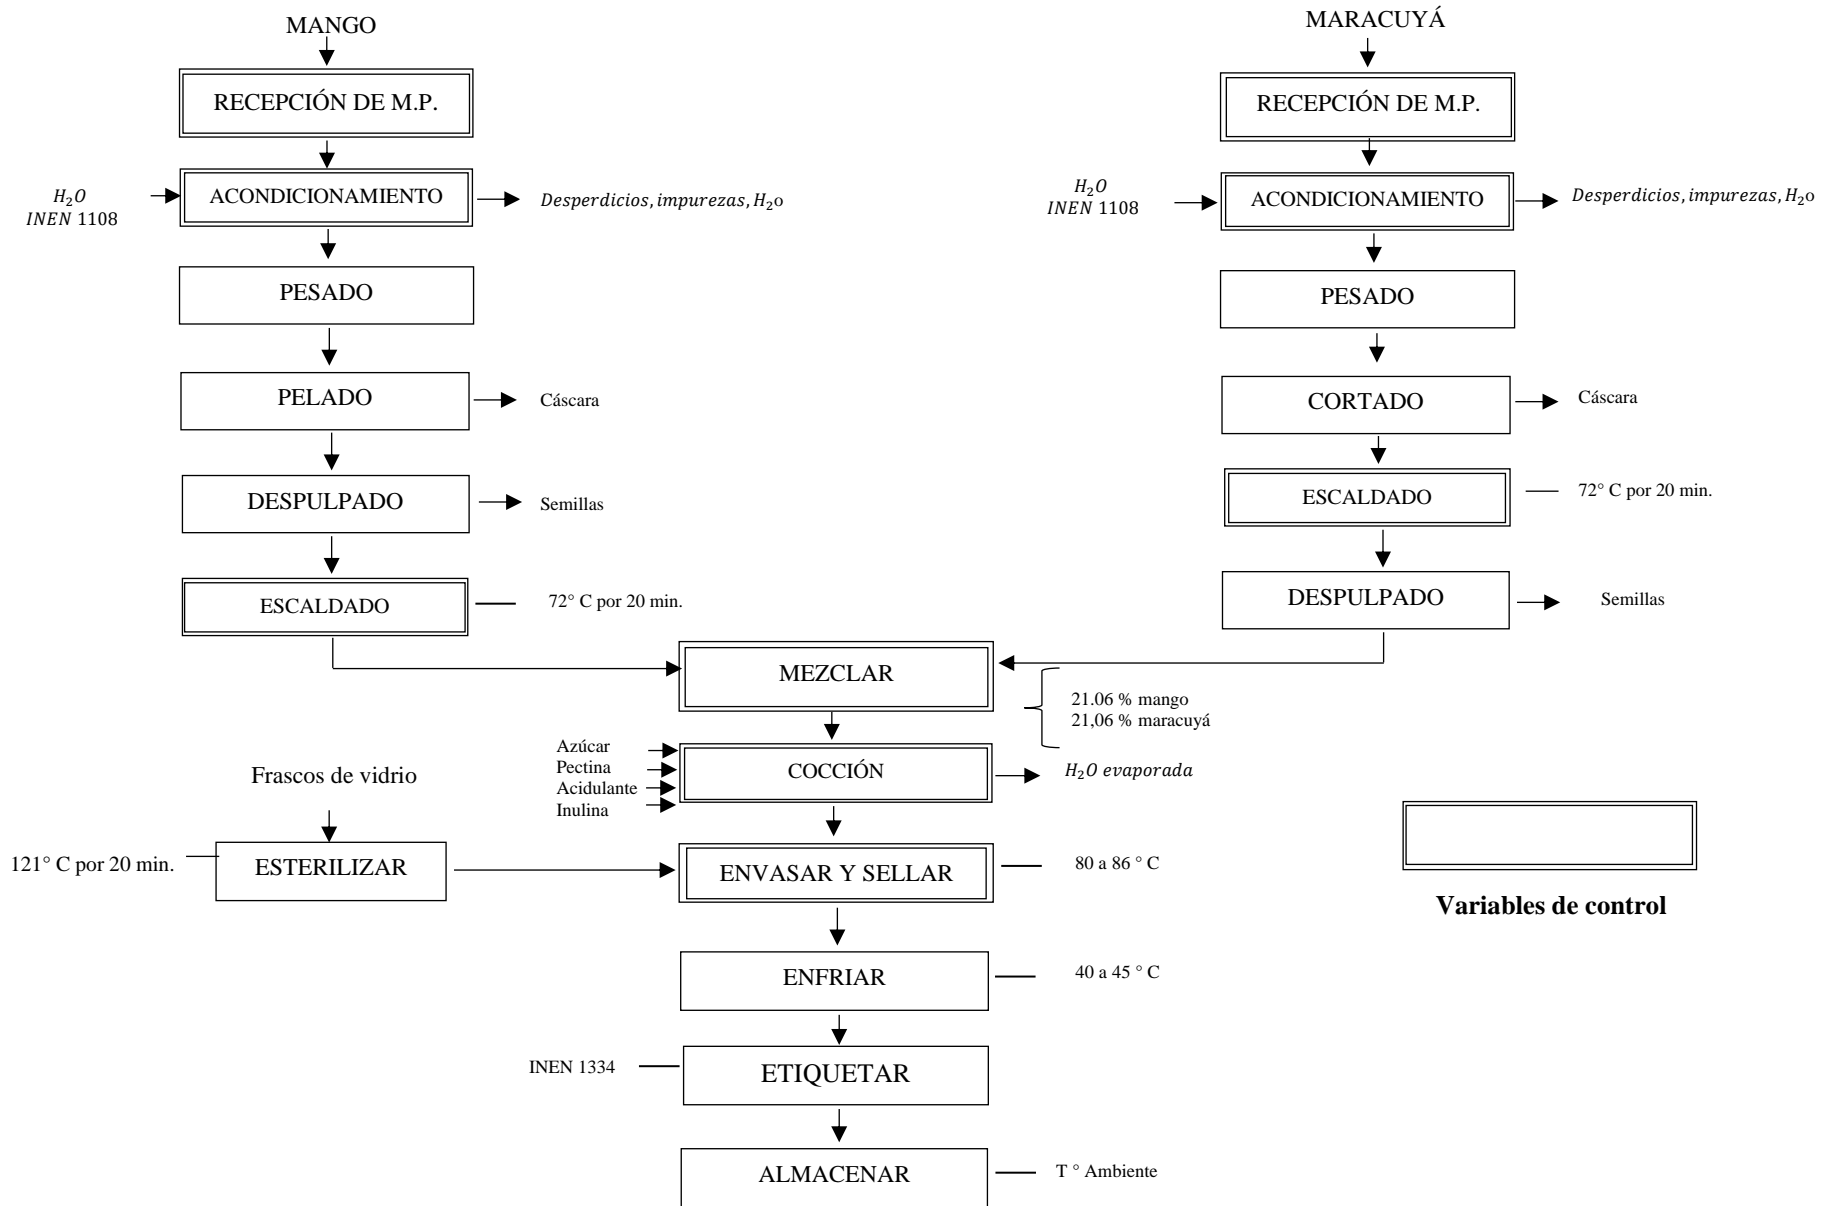 MANGO
RECEPCIÓN DE M.P.
H₂O
INEN 1108
ACONDICIONAMIENTO
Desperdicios, impurezas, H₂o
PESADO
PELADO
Cáscara
DESPULPADO
Semillas
ESCALDADO
72° C por 20 min.
MARACUYÁ
RECEPCIÓN DE M.P.
H₂O
INEN 1108
ACONDICIONAMIENTO
Desperdicios, impurezas, H₂o
PESADO
CORTADO
Cáscara
ESCALDADO
72° C por 20 min.
DESPULPADO
Semillas
MEZCLAR
21.06 % mango
21,06 % maracuyá
Azúcar
Pectina
Acidulante
Inulina
COCCIÓN
H₂O evaporada
Frascos de vidrio
121° C por 20 min.
ESTERILIZAR
ENVASAR Y SELLAR
80 a 86 ° C
Variables de control
ENFRIAR
40 a 45 ° C
INEN 1334
ETIQUETAR
ALMACENAR
T ° Ambiente